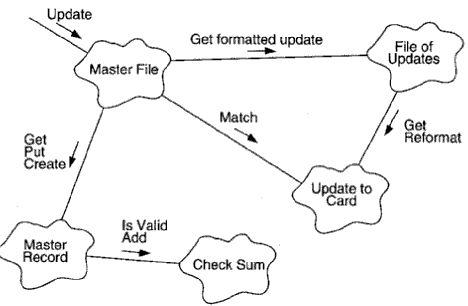 Update
Get formatted update
File of
Updates
Master File
Match
Get
Reformat
Get
Put
Create
Update to
Card
Is Valid
Add
Master
Record
Check Sum